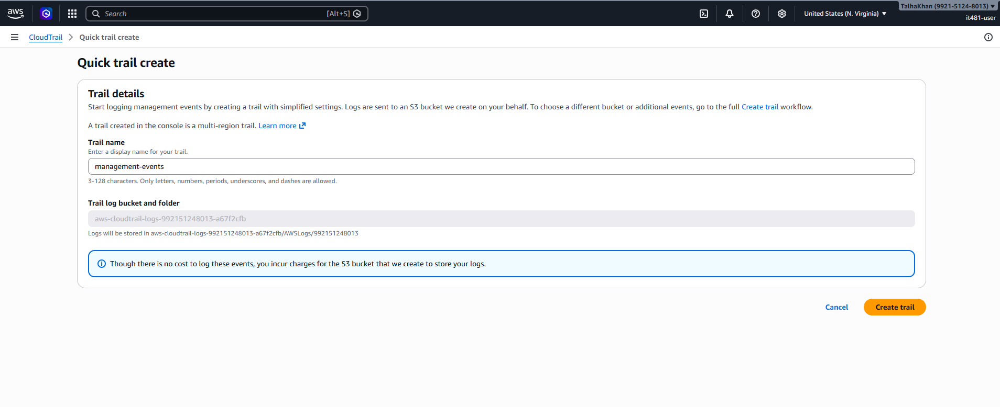 aws
Search
[Alt+S]
United States (N. Virginia)
TalhaKhan (9921-5124-8013)
it481-user
CloudTrail
Quick trail create
Quick trail create
Trail details
Start logging management events by creating a trail with simplified settings. Logs are sent to an S3 bucket we create on your behalf. To choose a different bucket or additional events, go to the full Create trail workflow.
A trail created in the console is a multi-region trail. Learn more
Trail name
Enter a display name for your trail.
management-events
3-128 characters. Only letters, numbers, periods, underscores, and dashes are allowed.
Trail log bucket and folder
aws-cloudtrail-logs-992151248013-a67f2cfb
Logs will be stored in aws-cloudtrail-logs-992151248013-a67f2cfb/AWSLogs/992151248013
Though there is no cost to log these events, you incur charges for the S3 bucket that we create to store your logs.
Cancel
Create trail